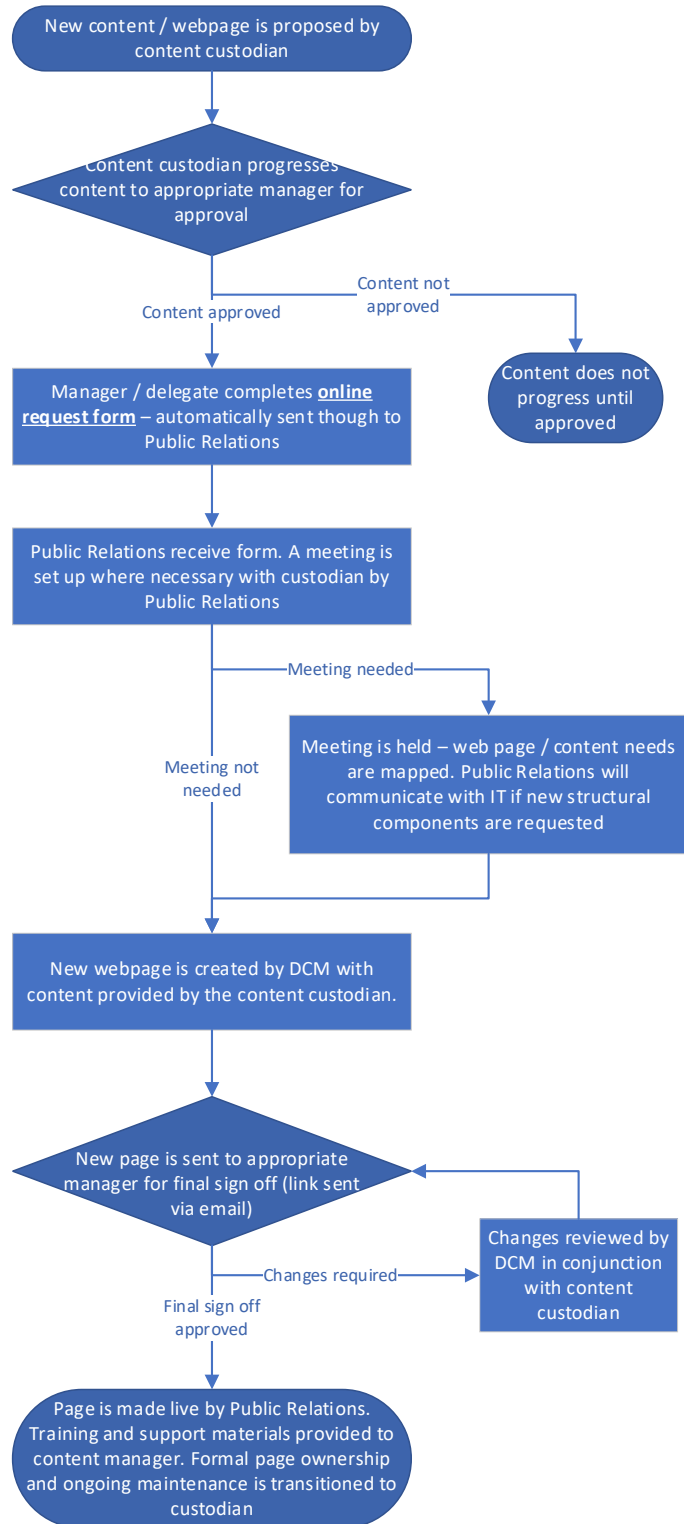 New content / webpage is proposed by
content custodian
Content custodian progresses
content to appropriate manager for
approval
Content not
approved
Content approved
Manager / delegate completes online
request form – automatically sent though to
Public Relations
Content does not
progress until
approved
Public Relations receive form. A meeting is
set up where necessary with custodian by
Public Relations
Meeting needed
Meeting is held – web page / content needs
are mapped. Public Relations will
communicate with IT if new structural
components are requested
Meeting not
needed
New webpage is created by DCM with
content provided by the content custodian.
New page is sent to appropriate
manager for final sign off (link sent
via email)
Changes reviewed by
DCM in conjunction
with content
custodian
Changes required
Final sign off
approved
Page is made live by Public Relations.
Training and support materials provided to
content manager. Formal page ownership
and ongoing maintenance is transitioned to
custodian